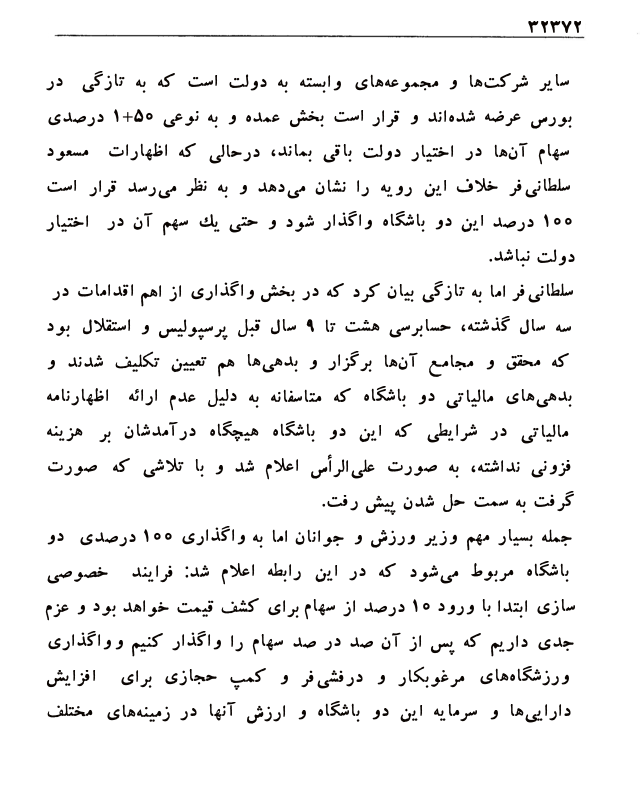 ۳۲۳۷۲
سایر شرکت‌ها و مجموعه‌های وابسته به دولت است که به تازگی در
بورس عرضه شده‌اند و قرار است بخش عمده و به نوعی ۵۰+۱ درصدی
سهام آن‌ها در اختیار دولت باقی بماند، درحالی که اظهارات مسعود
سلطانی‌فر خلاف این رویه را نشان می‌دهد و به نظر می‌رسد قرار است
۱۰۰ درصد این دو باشگاه واگذار شود و حتی یك سهم آن در اختیار
دولت نباشد.
سلطانی‌فر اما به تازگی بیان کرد که در بخش واگذاری از اهم اقدامات در
سه سال گذشته، حسابرسی هشت تا ۹ سال قبل پرسپولیس و استقلال بود
که محقق و مجامع آن‌ها برگزار و بدهی‌ها هم تعیین تکلیف شدند و
بدهی‌های مالیاتی دو باشگاه که متاسفانه به دلیل عدم ارائه اظهارنامه
مالیاتی در شرایطی که این دو باشگاه هیچگاه درآمدشان بر هزینه
فزونی نداشته، به صورت علی‌الرأس اعلام شد و با تلاشی که صورت
گرفت به سمت حل شدن پیش رفت.
جمله بسیار مهم وزیر ورزش و جوانان اما به واگذاری ۱۰۰ درصدی دو
باشگاه مربوط می‌شود که در این رابطه اعلام شد: فرایند خصوصی
سازی ابتدا با ورود ۱۰ درصد از سهام برای کشف قیمت خواهد بود و عزم
جدی داریم که پس از آن صد در صد سهام را واگذار کنیم و واگذاری
ورزشگاه‌های مرغوبکار و درفشی‌فر و کمپ حجازی برای افزایش
دارایی‌ها و سرمایه این دو باشگاه و ارزش آنها در زمینه‌های مختلف